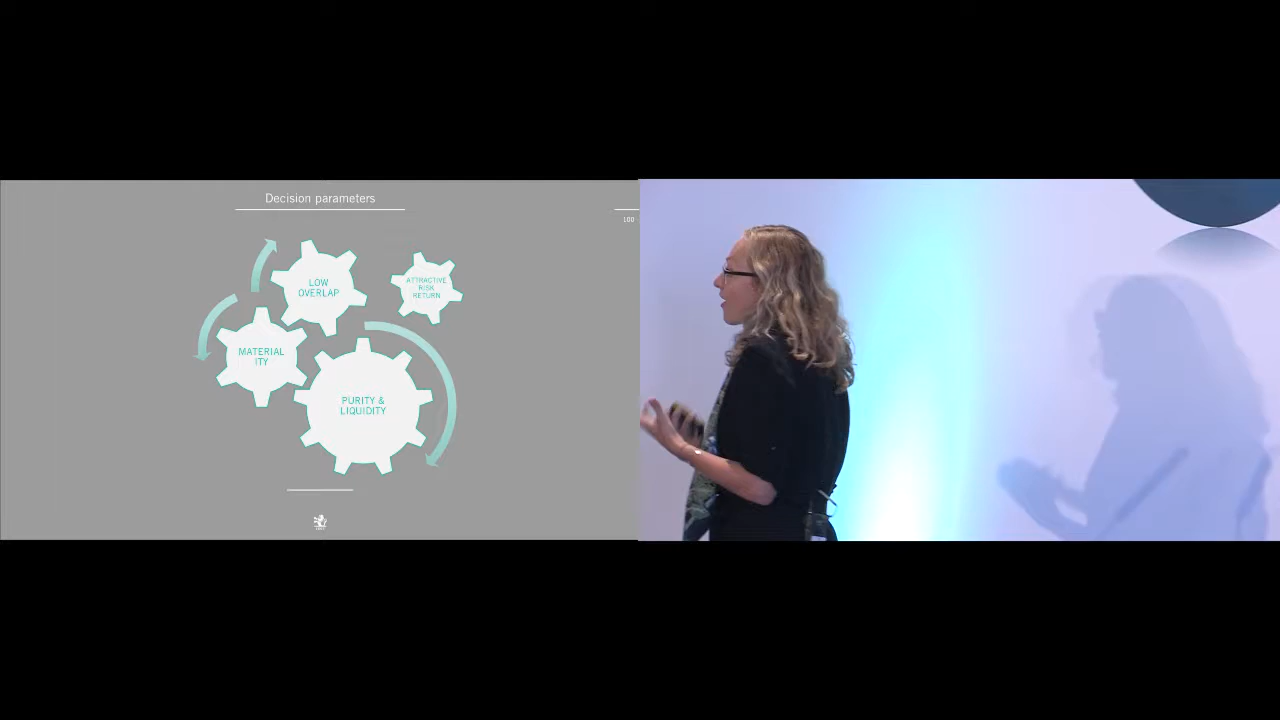 Decision parameters
100
LOW
OVERLAP
ATTRACTIVE
RISK
RETURN
MATERIAL
ITY
PURITY &
LIQUIDITY